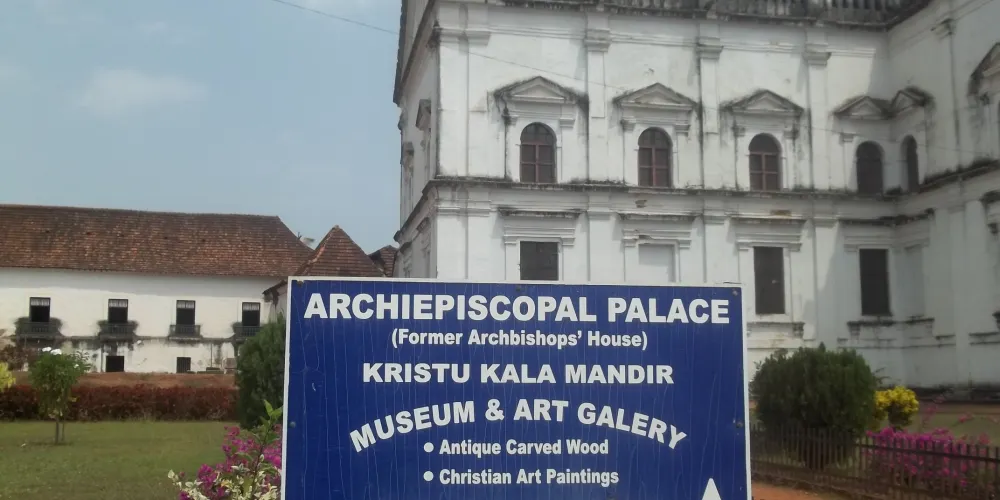 ARCHIEPISCOPAL PALACE
(Former Archbishops' House)
KRISTU KALA MANDIR
MUSEUM & ART GALERY
• Antique Carved Wood
• Christian Art Paintings